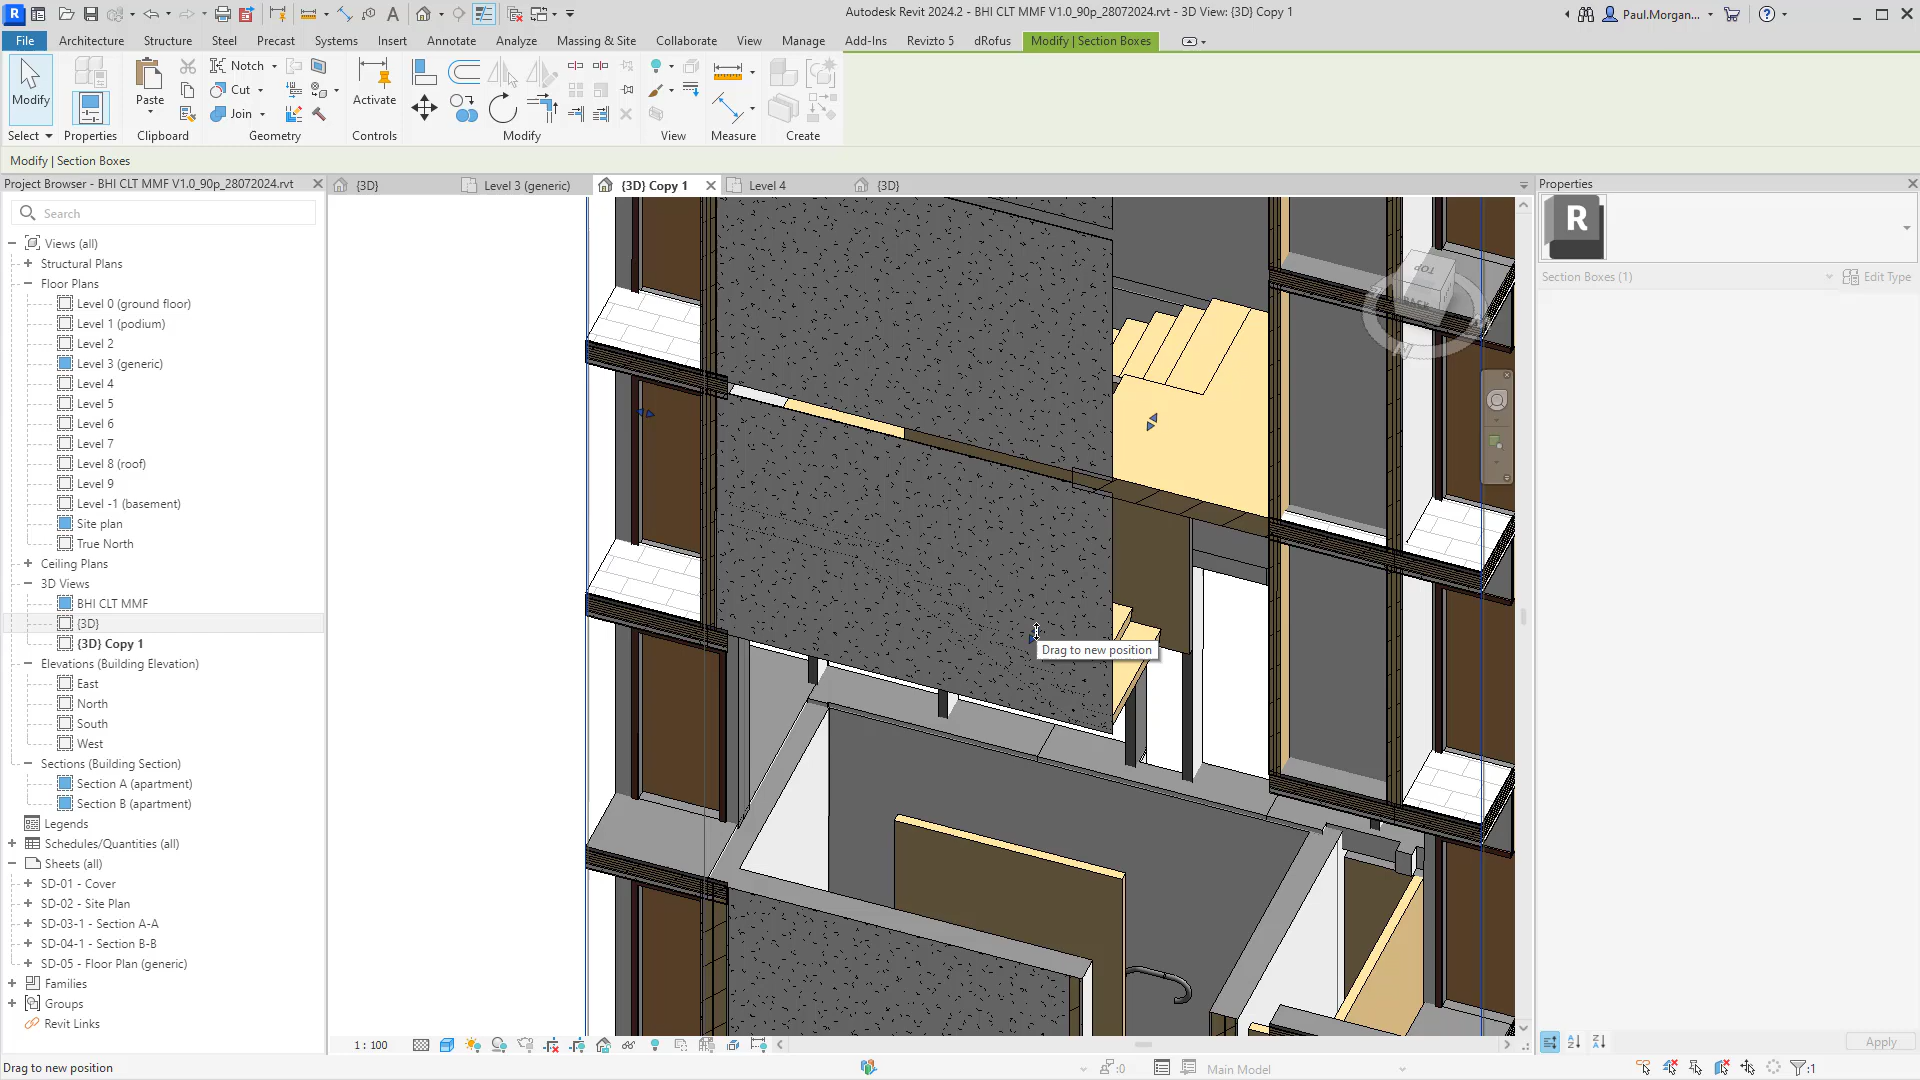 Autodesk Revit 2024.2 - BHI CLT MMF V1.0_90p_28072024.rvt - 3D View: {3D} Copy 1
Paul.Morgan...
File Architecture Structure Steel Precast Systems Insert Annotate Analyze Massing & Site Collaborate View Manage Add-Ins Revizto 5 dRofus Modify | Section Boxes
Modify
Paste
Notch
Cut
Join
Activate
Select Properties Clipboard Geometry Controls Modify View Measure Create
Modify | Section Boxes
Project Browser - BHI CLT MMF V1.0_90p_28072024.rvt
{3D}
Level 3 (generic)
{3D} Copy 1
Level 4
{3D}
Properties
Search
R
Section Boxes (1)
Edit Type
Views (all)
Structural Plans
Floor Plans
Level 0 (ground floor)
Level 1 (podium)
Level 2
Level 3 (generic)
Level 4
Level 5
Level 6
Level 7
Level 8 (roof)
Level 9
Level -1 (basement)
Site plan
True North
Ceiling Plans
3D Views
BHI CLT MMF
{3D}
{3D} Copy 1
Elevations (Building Elevation)
East
North
South
West
Sections (Building Section)
Section A (apartment)
Section B (apartment)
Legends
Schedules/Quantities (all)
Sheets (all)
SD-01 - Cover
SD-02 - Site Plan
SD-03-1 - Section A-A
SD-04-1 - Section B-B
SD-05 - Floor Plan (generic)
Families
Groups
Revit Links
TOP
BACK
N
Drag to new position
1 : 100
Apply
Drag to new position
:0
Main Model
:1